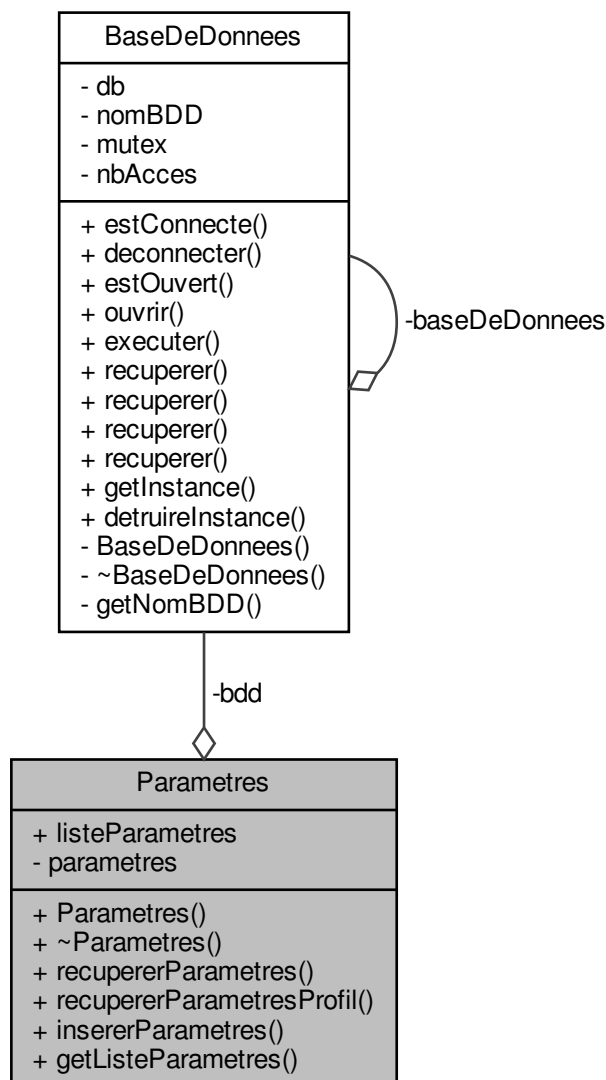 BaseDeDonnees
- db
- nomBDD
- mutex
- nbAcces
+ estConnecte()
+ deconnecter()
+ estOuvert()
+ ouvrir()
+ executer()
+ recuperer()
+ recuperer()
+ recuperer()
+ recuperer()
+ getInstance()
+ detruireInstance()
- BaseDeDonnees()
- ~BaseDeDonnees()
- getNomBDD()
-baseDeDonnees
-bdd
Parametres
+ listeParametres
- parametres
+ Parametres()
+ ~Parametres()
+ recupererParametres()
+ recupererParametresProfil()
+ insererParametres()
+ getListeParametres()